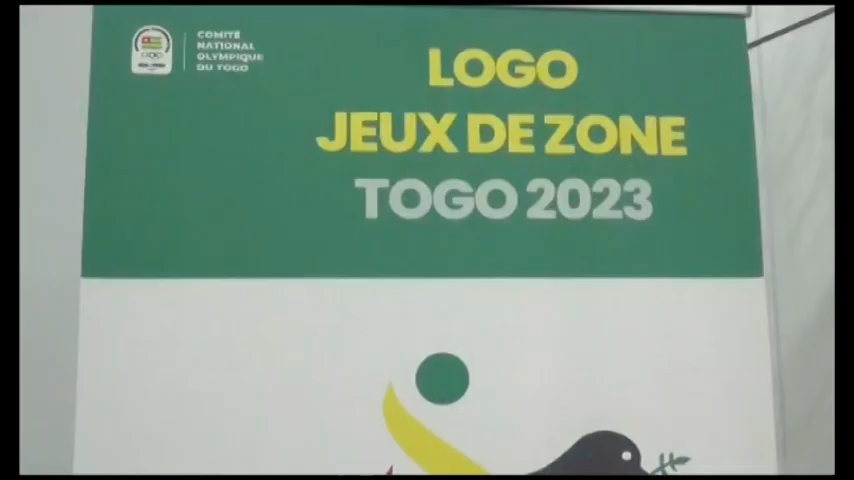 COMITÉ
NATIONAL
OLYMPIQUE
DU TOGO
LOGO
JEUX DE ZONE
TOGO 2023